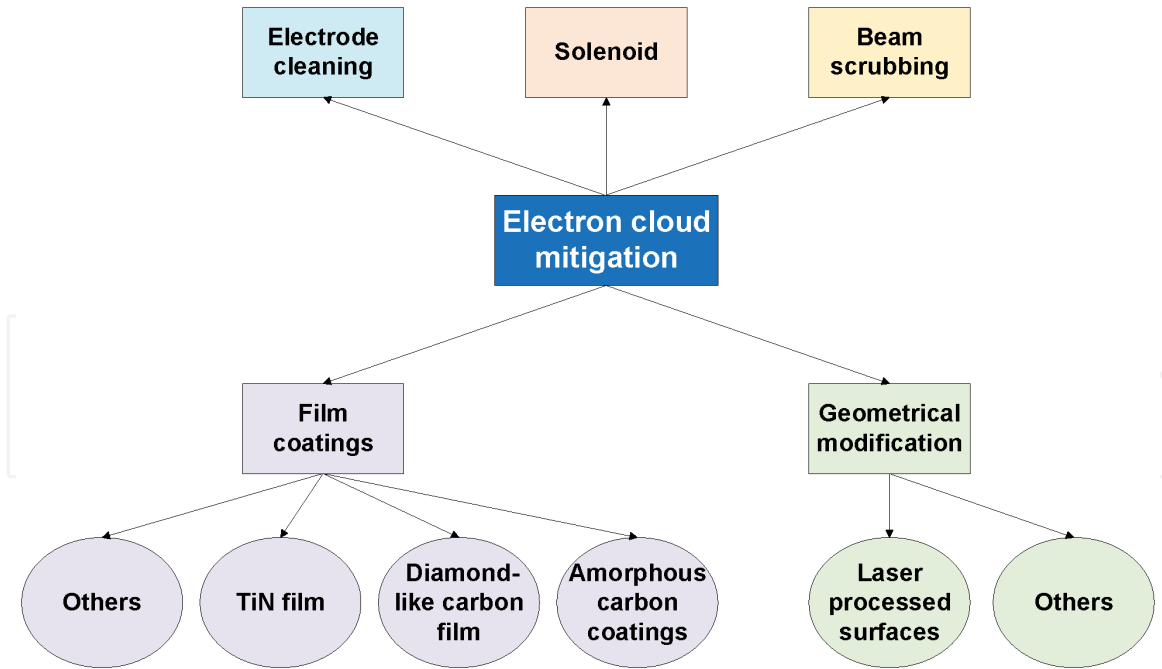 Electrode
cleaning
Solenoid
Beam
scrubbing
Electron cloud
mitigation
Film
coatings
Geometrical
modification
Others
TiN film
Diamond-
like carbon
film
Amorphous
carbon
coatings
Laser
processed
surfaces
Others